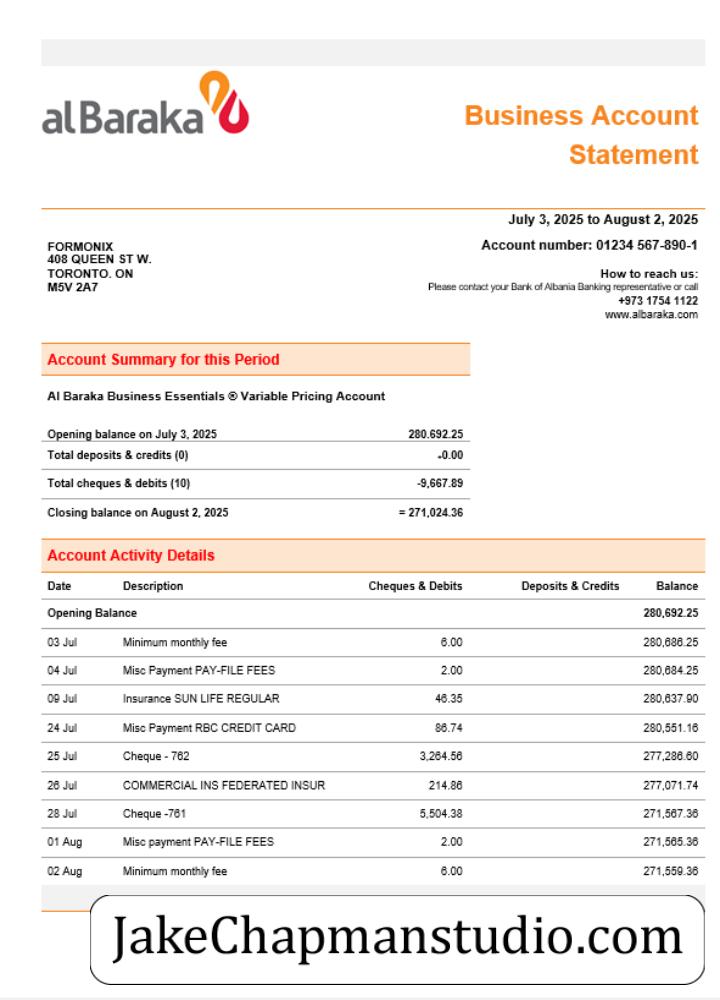 al Baraka
Business Account
Statement
July 3, 2025 to August 2, 2025
Account number: 01234 567-890-1
FORMONIX
408 QUEEN ST W.
TORONTO. ON
M5V 2A7
How to reach us:
Please contact your Bank of Albania Banking representative or call
+973 1754 1122
www.albaraka.com
Account Summary for this Period
Al Baraka Business Essentials ® Variable Pricing Account
Opening balance on July 3, 2025 280.692.25
Total deposits & credits (0) -0.00
Total cheques & debits (10) -9,667.89
Closing balance on August 2, 2025 = 271,024.36
Account Activity Details
Date Description Cheques & Debits Deposits & Credits Balance
Opening Balance 280,692.25
03 Jul Minimum monthly fee 6.00 280,686.25
04 Jul Misc Payment PAY-FILE FEES 2.00 280,684.25
09 Jul Insurance SUN LIFE REGULAR 46.35 280,637.90
24 Jul Misc Payment RBC CREDIT CARD 86.74 280,551.16
25 Jul Cheque - 762 3,264.56 277,286.60
26 Jul COMMERCIAL INS FEDERATED INSUR 214.86 277,071.74
28 Jul Cheque -761 5,504.38 271,567.36
01 Aug Misc payment PAY-FILE FEES 2.00 271,565.36
02 Aug Minimum monthly fee 6.00 271,559.36
JakeChapmanstudio.com